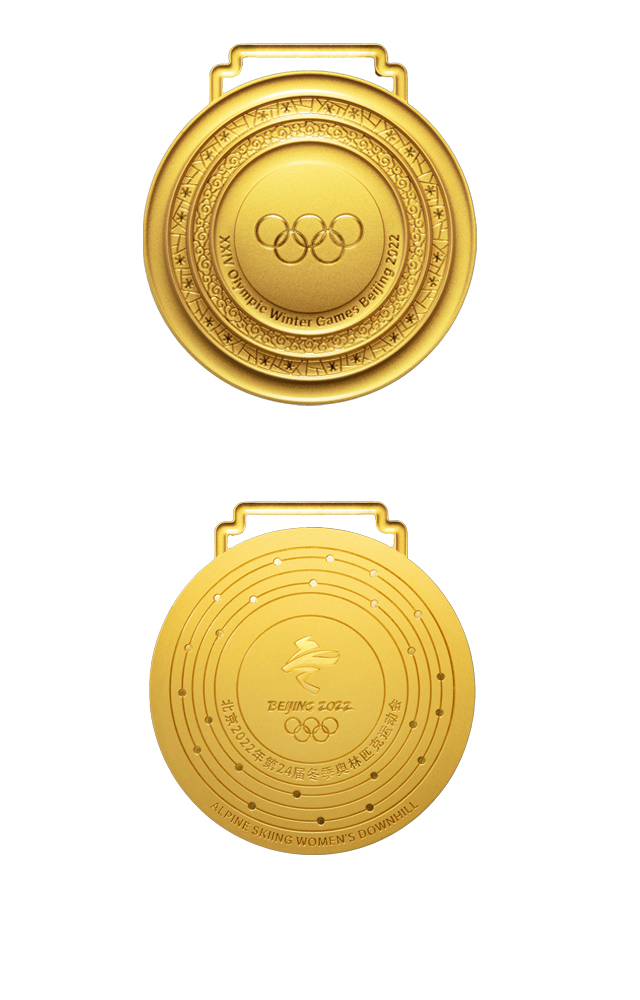 XXIV Olympic Winter Games Beijing 2022
BEIJING 2022
北京2022年第24届冬季奥林匹克运动会
ALPINE SKIING WOMEN'S DOWNHILL